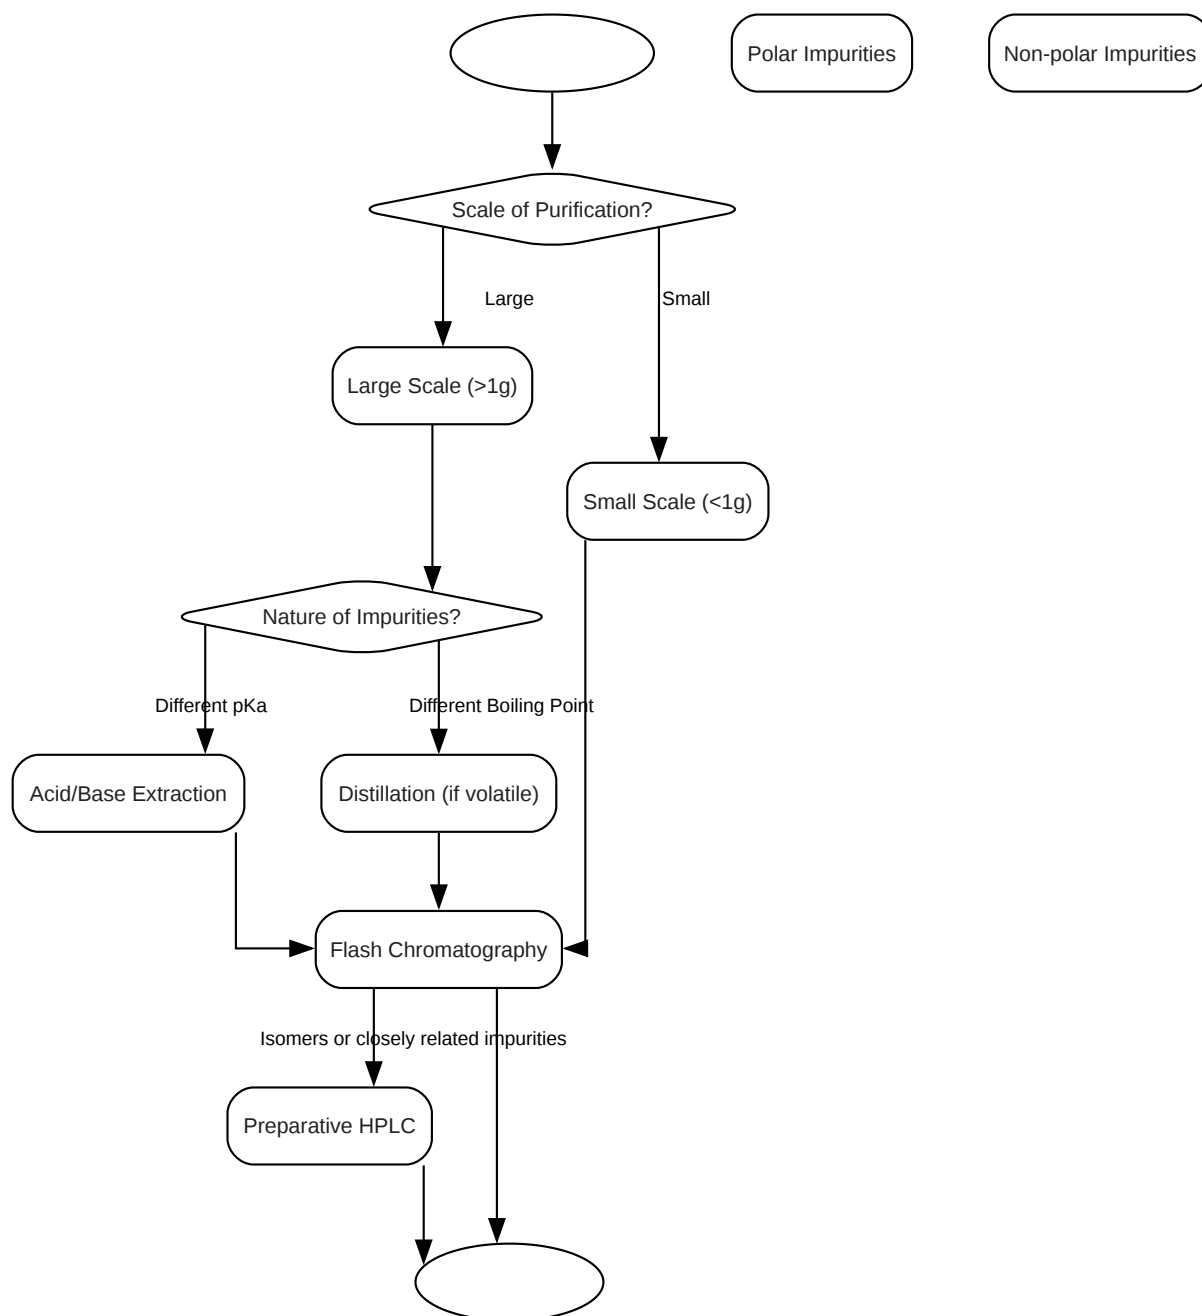 Polar Impurities
Non-polar Impurities
Scale of Purification?
Large
Small
Large Scale (>1g)
Small Scale (<1g)
Nature of Impurities?
Different pKa
Different Boiling Point
Acid/Base Extraction
Distillation (if volatile)
Flash Chromatography
Isomers or closely related impurities
Preparative HPLC